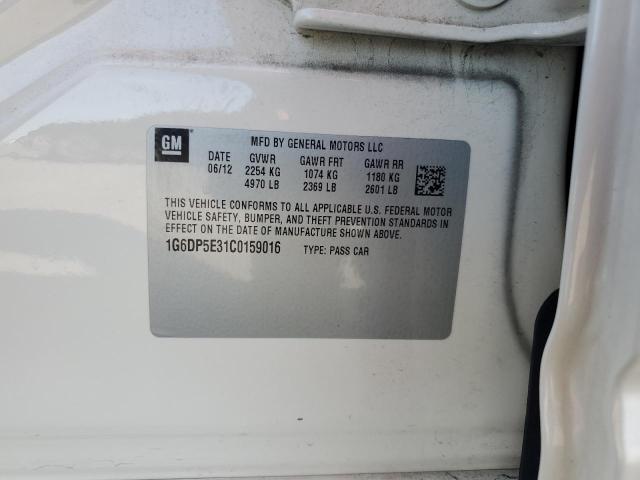 GM
MFD BY GENERAL MOTORS LLC
DATE GVWR GAWR FRT GAWR RR
06/12 2254 KG 1074 KG 1180 KG
4970 LB 2369 LB 2601 LB
THIS VEHICLE CONFORMS TO ALL APPLICABLE U.S. FEDERAL MOTOR
VEHICLE SAFETY, BUMPER, AND THEFT PREVENTION STANDARDS
IN EFFECT ON THE DATE OF MANUFACTURE SHOWN ABOVE.
1G6DP5E31C0159016 TYPE: PASS CAR